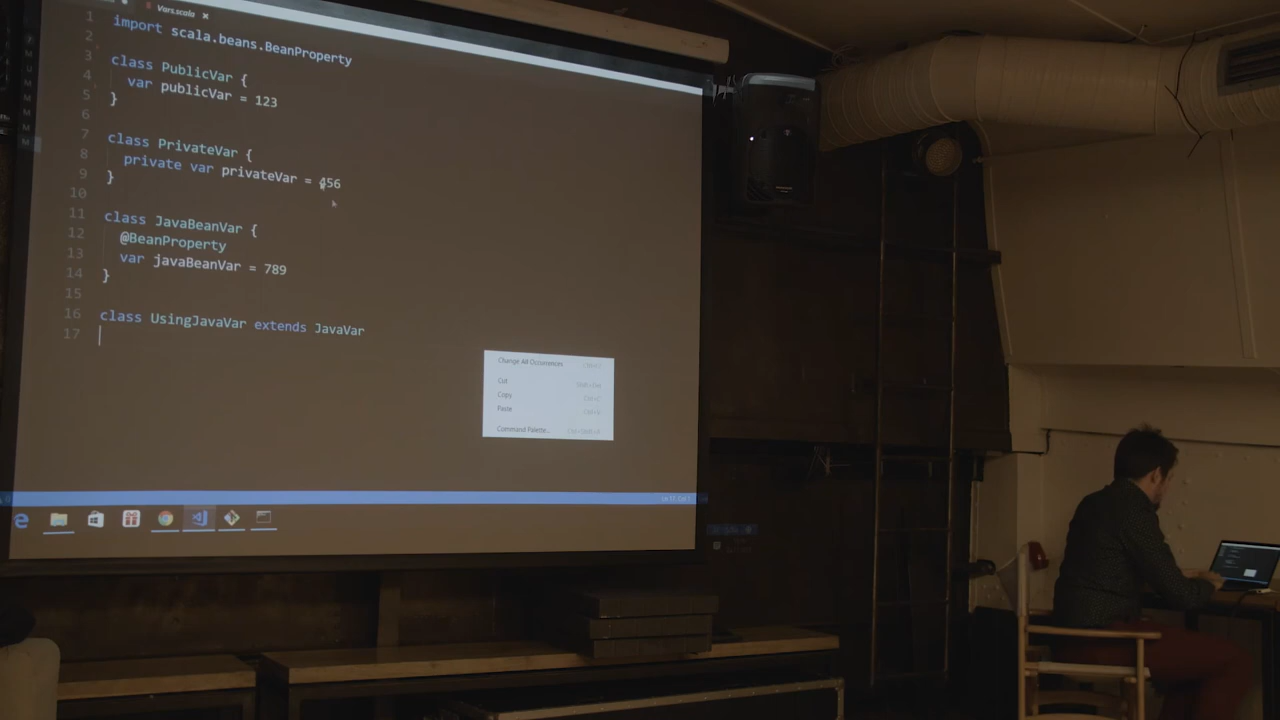 Vars.scala
1
2 import scala.beans.BeanProperty
3
4 class PublicVar {
5 var publicVar = 123
6 }
7
8 class PrivateVar {
9 private var privateVar = 456
10 }
11
12 class JavaBeanVar {
13 @BeanProperty
14 var javaBeanVar = 789
15 }
16
17 class UsingJavaVar extends JavaVar
Change All Occurrences
Cut
Copy
Paste
Command Palette...